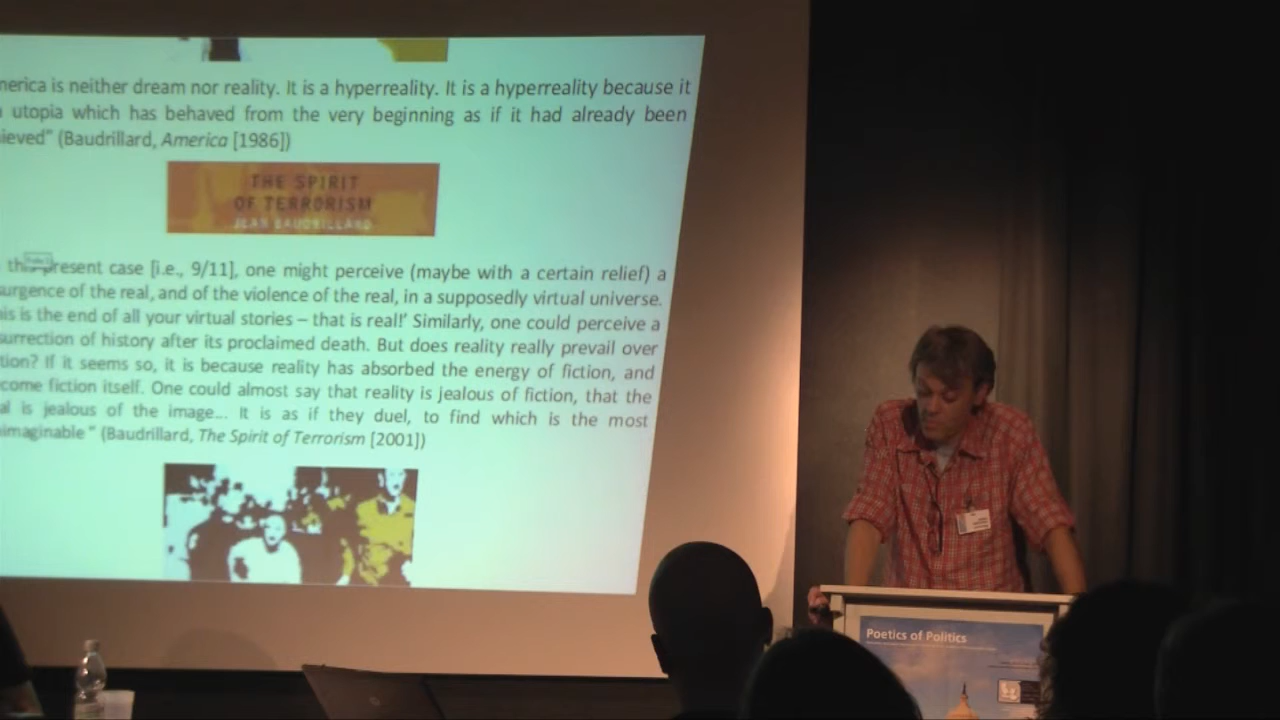 nerica is neither dream nor reality. It is a hyperreality. It is a hyperreality because it
utopia which has behaved from the very beginning as if it had already been
ieved" (Baudrillard, America [1986])
THE SPIRIT
OF TERRORISM
JEAN BAUDRILLARD
this present case [i.e., 9/11], one might perceive (maybe with a certain relief) a
surgence of the real, and of the violence of the real, in a supposedly virtual universe.
his is the end of all your virtual stories – that is real!' Similarly, one could perceive a
surrection of history after its proclaimed death. But does reality really prevail over
tion? If it seems so, it is because reality has absorbed the energy of fiction, and
come fiction itself. One could almost say that reality is jealous of fiction, that the
al is jealous of the image... It is as if they duel, to find which is the most
imaginable" (Baudrillard, The Spirit of Terrorism [2001])
Poetics of Politics